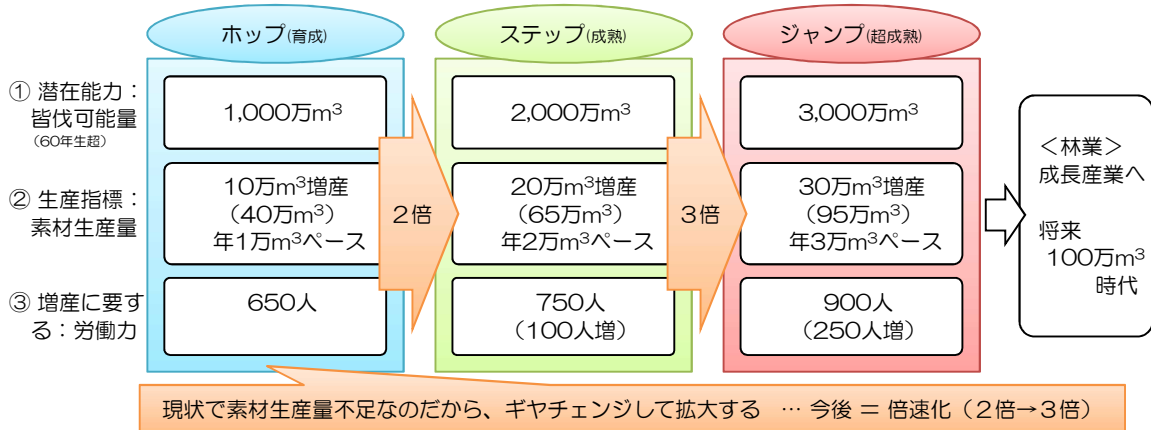 ホップ(育成)
ステップ(成熟)
ジャンプ(超成熟)
① 潜在能力：
皆伐可能量
（60年生超）
1,000万m³
2,000万m³
3,000万m³
② 生産指標：
素材生産量
10万m³増産
（40万m³）
年1万m³ペース
２倍
20万m³増産
（65万m³）
年2万m³ペース
３倍
30万m³増産
（95万m³）
年3万m³ペース
③ 増産に要す
る：労働力
650人
750人
（100人増）
900人
（250人増）
＜林業＞
成長産業へ
将来
100万m³
時代
現状で素材生産量不足なのだから、ギヤチェンジして拡大する … 今後 = 倍速化（２倍→３倍）